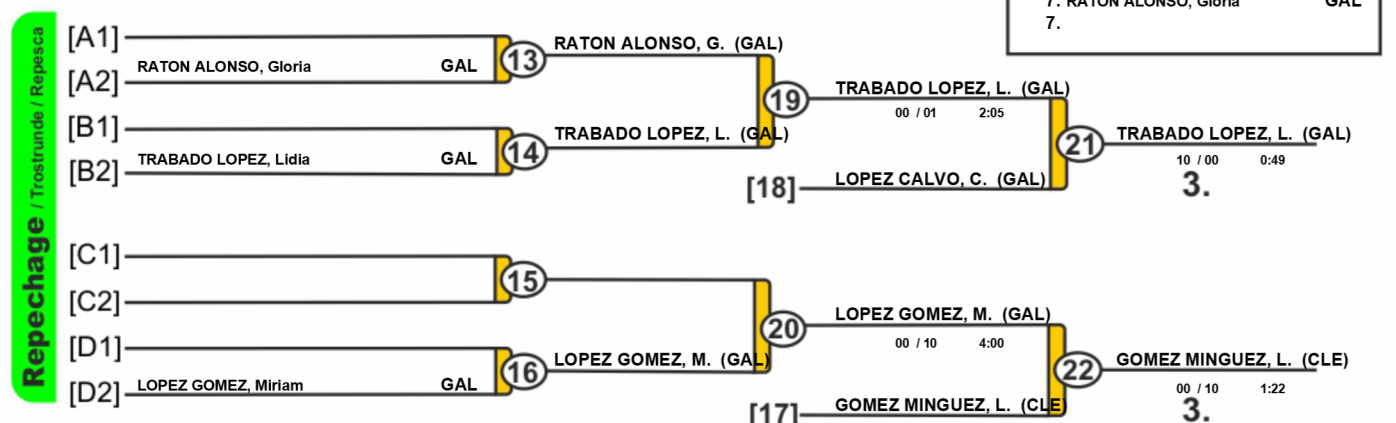 7. RATON ALONSO, Gloria GAL
7.
Repechage / Trostrunde / Repesca
[A1]
RATON ALONSO, Gloria GAL
[A2]
13
RATON ALONSO, G. (GAL)
[B1]
TRABADO LOPEZ, Lidia GAL
[B2]
14
TRABADO LOPEZ, L. (GAL)
19
TRABADO LOPEZ, L. (GAL)
00 / 01 2:05
[18]
LOPEZ CALVO, C. (GAL)
21
TRABADO LOPEZ, L. (GAL)
10 / 00 0:49
3.
[C1]
[C2]
15
[D1]
LOPEZ GOMEZ, Miriam GAL
[D2]
16
LOPEZ GOMEZ, M. (GAL)
20
LOPEZ GOMEZ, M. (GAL)
00 / 10 4:00
[17]
GOMEZ MINGUEZ, L. (CLE)
22
GOMEZ MINGUEZ, L. (CLE)
00 / 10 1:22
3.